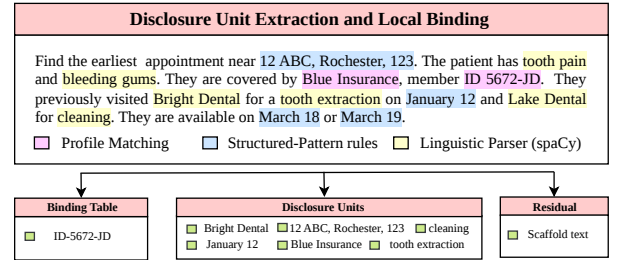 Disclosure Unit Extraction and Local Binding
Find the earliest appointment near 12 ABC, Rochester, 123. The patient has tooth pain
and bleeding gums. They are covered by Blue Insurance, member ID 5672-JD. They
previously visited Bright Dental for a tooth extraction on January 12 and Lake Dental
for cleaning. They are available on March 18 or March 19.
Profile Matching Structured-Pattern rules Linguistic Parser (spaCy)
Binding Table
ID-5672-JD
Disclosure Units
Bright Dental 12 ABC, Rochester, 123 cleaning
January 12 Blue Insurance tooth extraction
Residual
Scaffold text